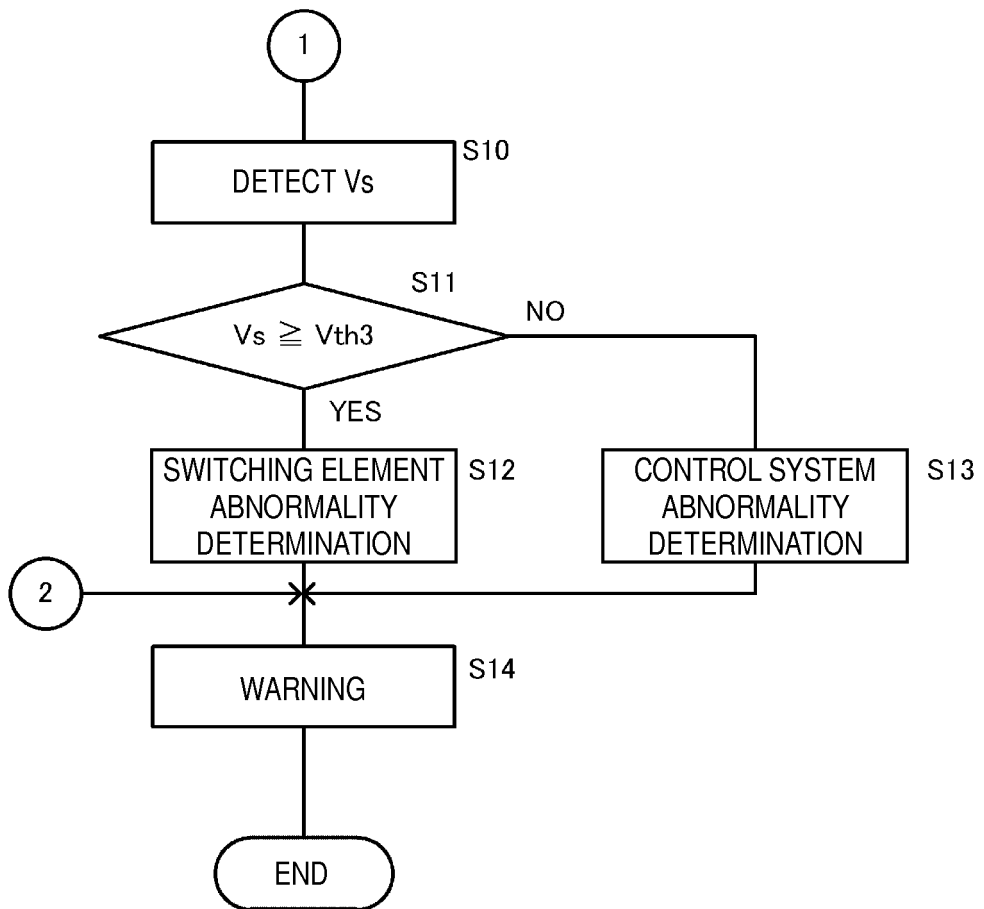 1
DETECT Vs
S10
S11
Vs ≧ Vth3
NO
YES
SWITCHING ELEMENT
ABNORMALITY
DETERMINATION
S12
CONTROL SYSTEM
ABNORMALITY
DETERMINATION
S13
2
WARNING
S14
END